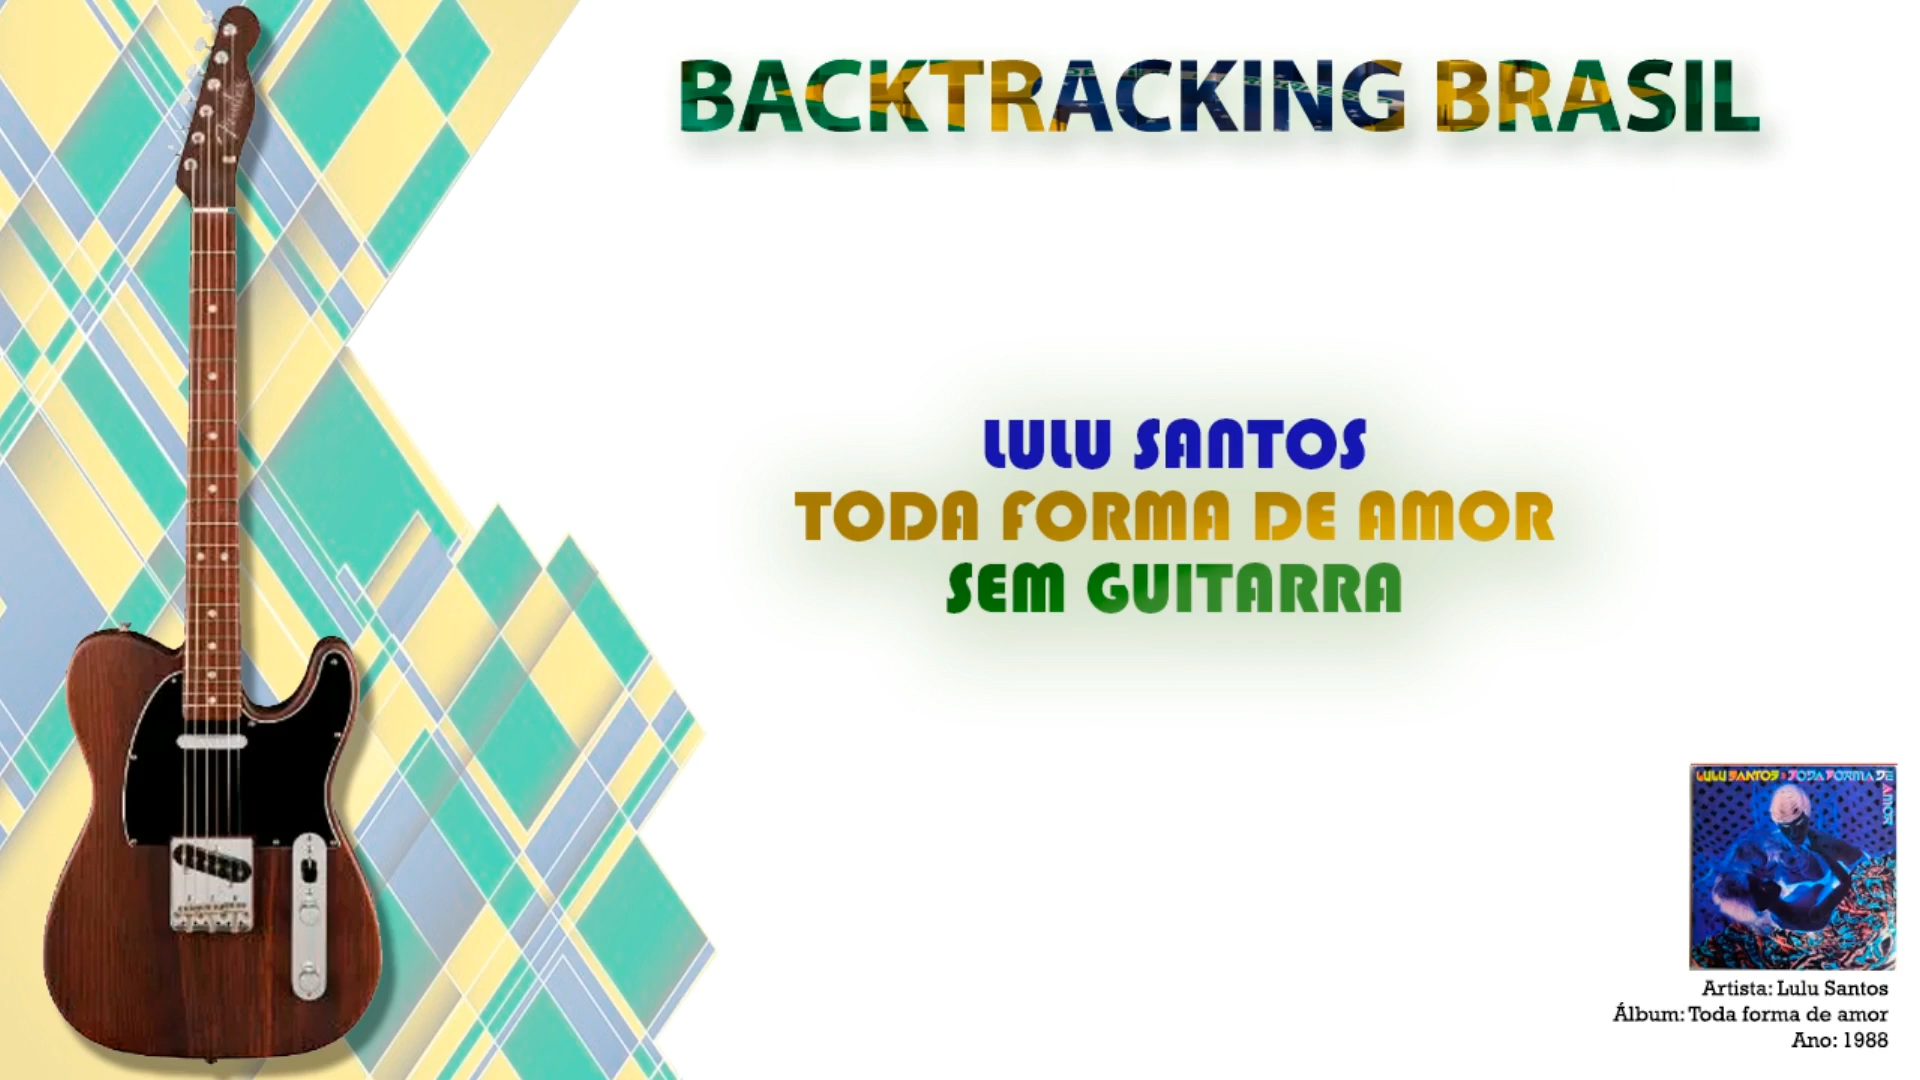 BACKTRACKING BRASIL
Fender
LULU SANTOS
TODA FORMA DE AMOR
SEM GUITARRA
LULU SANTOS TODA FORMA DE
AMOR
Artista: Lulu Santos
Álbum: Toda forma de amor
Ano: 1988